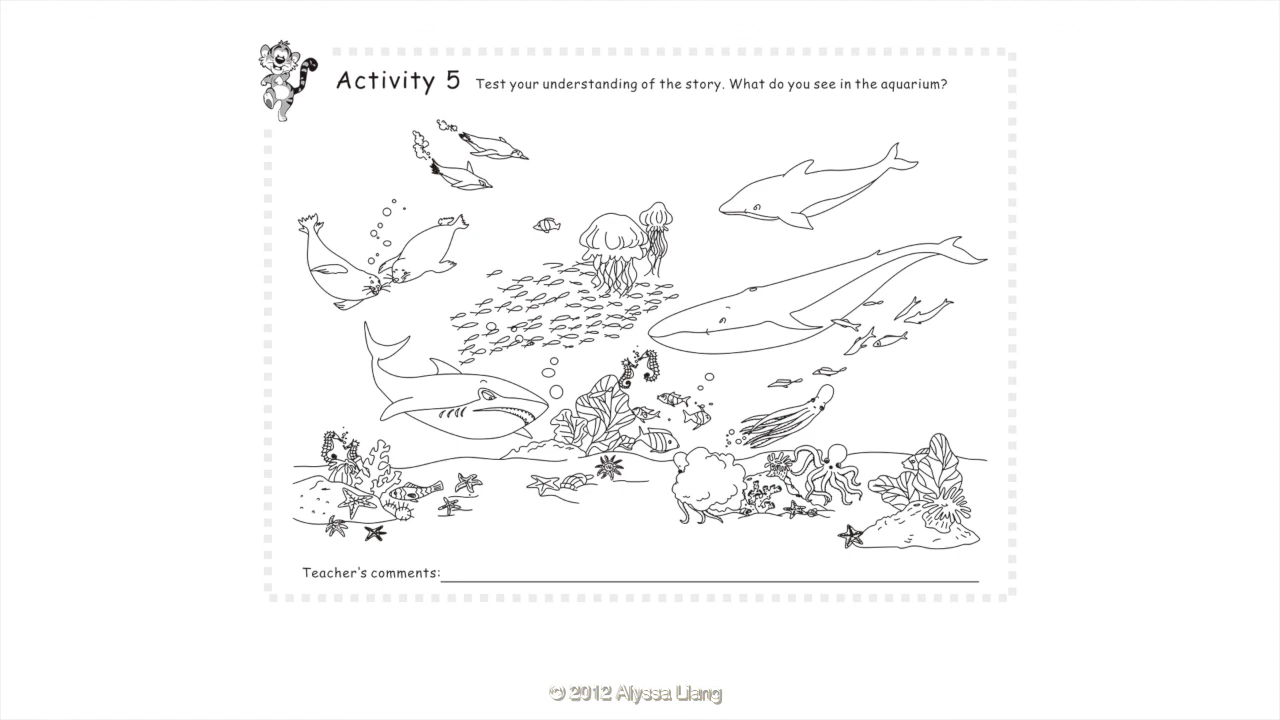 Activity 5 Test your understanding of the story. What do you see in the aquarium?
Teacher's comments:
© 2012 Alyssa Liang